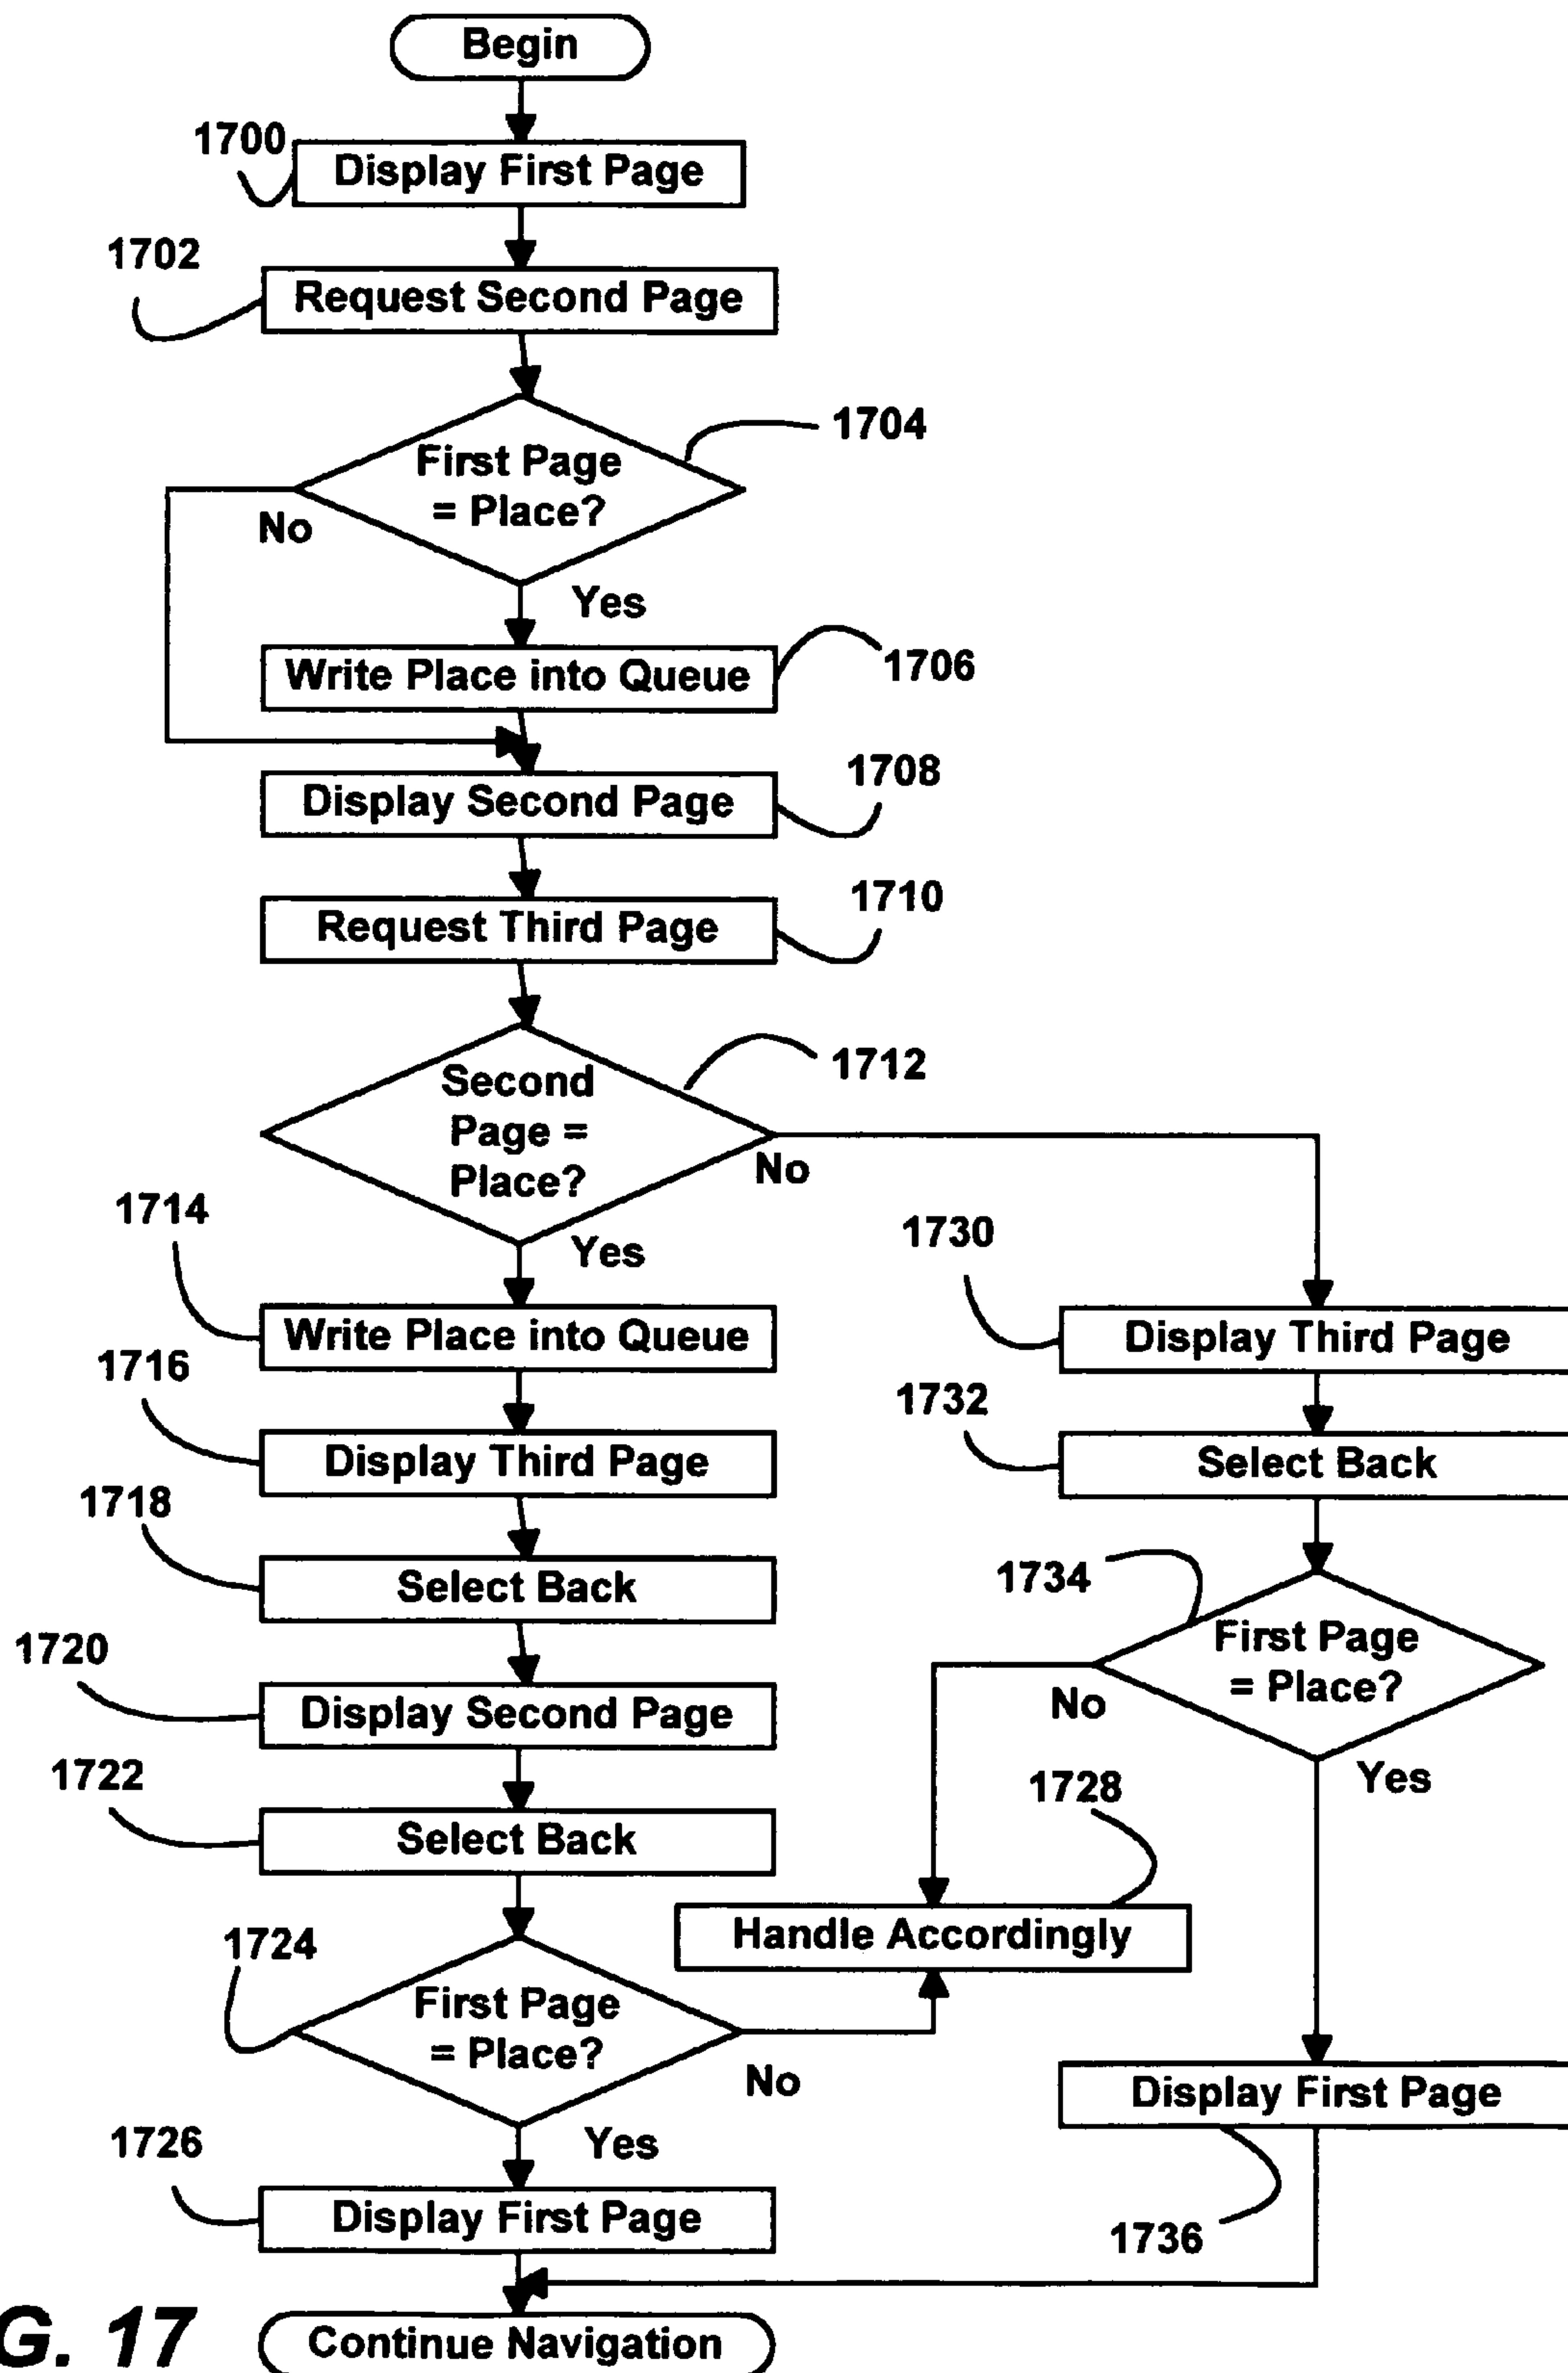 Begin
1700
Display First Page
1702
Request Second Page
1704
First Page
= Place?
No
Yes
Write Place into Queue
1706
Display Second Page
1708
Request Third Page
1710
Second
Page =
Place?
1712
No
Yes
1714
Write Place into Queue
1716
Display Third Page
1718
Select Back
1720
Display Second Page
1722
Select Back
1724
First Page
= Place?
No
Yes
1726
Display First Page
1730
Display Third Page
1732
Select Back
1734
First Page
= Place?
No
Yes
1728
Handle Accordingly
Display First Page
1736
G. 17
Continue Navigation